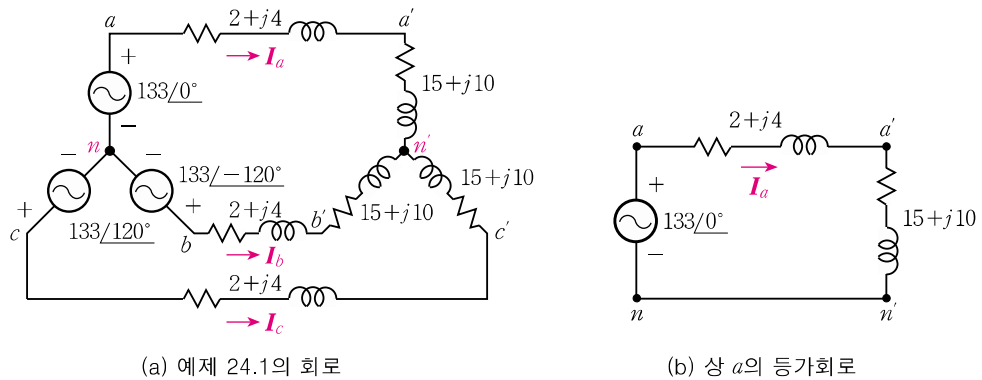 a
2+j4
a′
I_a
+
133/0°
−
15+j10
n
n′
−
−
133/−120°
15+j10
+
+
133/120°
2+j4
b′
15+j10
c
b
c′
I_b
2+j4
I_c
(a) 예제 24.1의 회로
a
2+j4
a′
I_a
+
133/0°
−
15+j10
n
n′
(b) 상 a의 등가회로